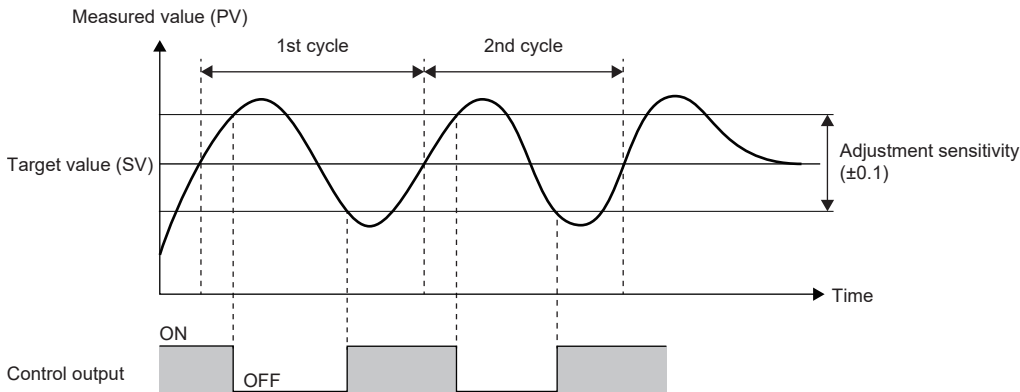 Measured value (PV)
1st cycle
2nd cycle
Target value (SV)
Adjustment sensitivity
(±0.1)
Time
ON
OFF
Control output